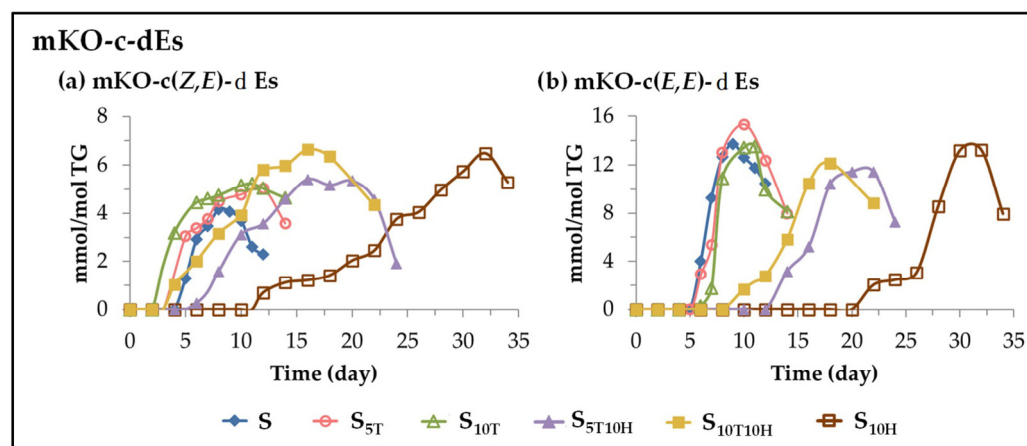 mKO-c-dEs
(a) mKO-c(Z,E)-d Es
mmol/mol TG
8
6
4
2
0
0 5 10 15 20 25 30 35
Time (day)
(b) mKO-c(E,E)-d Es
mmol/mol TG
16
12
8
4
0
0 5 10 15 20 25 30 35
Time (day)
S S5T S10T S5T10H S10T10H S10H